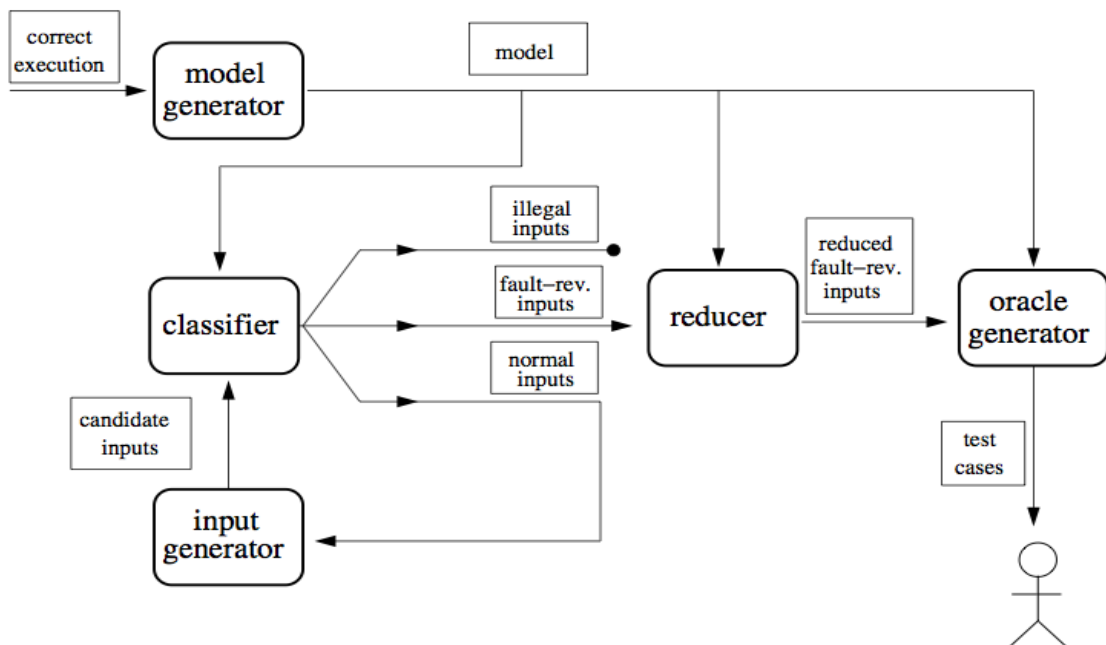 correct
execution
model
generator
model
illegal
inputs
fault–rev.
inputs
normal
inputs
classifier
reducer
reduced
fault–rev.
inputs
oracle
generator
candidate
inputs
input
generator
test
cases